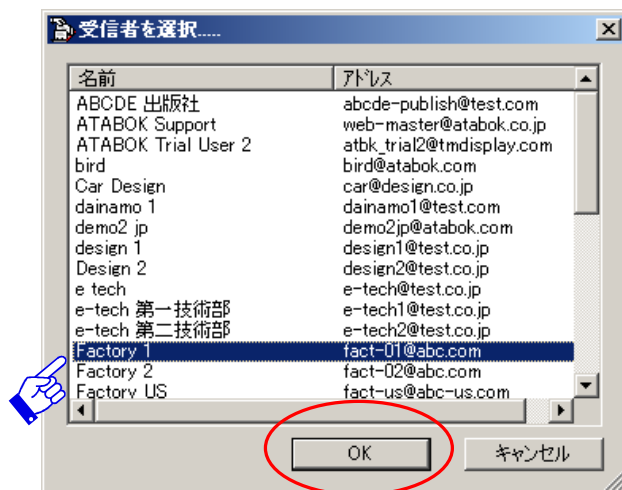 受信者を選択.....
名前 アドレス
ABCDE 出版社 abcde-publish@test.com
ATABOK Support web-master@atabok.co.jp
ATABOK Trial User 2 atbk_trial2@tmdisplay.com
bird bird@atabok.com
Car Design car@design.co.jp
dainamo 1 dainamo1@test.com
demo2 jp demo2jp@atabok.com
design 1 design1@test.co.jp
Design 2 design2@test.co.jp
e tech e-tech@test.co.jp
e-tech 第一技術部 e-tech1@test.co.jp
e-tech 第二技術部 e-tech2@test.co.jp
Factory 1 fact-01@abc.com
Factory 2 fact-02@abc.com
Factory US fact-us@abc-us.com
OK キャンセル